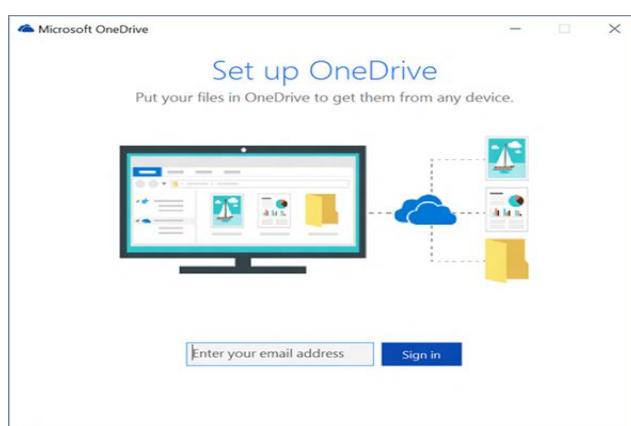 Microsoft OneDrive
Set up OneDrive
Put your files in OneDrive to get them from any device.
Enter your email address
Sign in